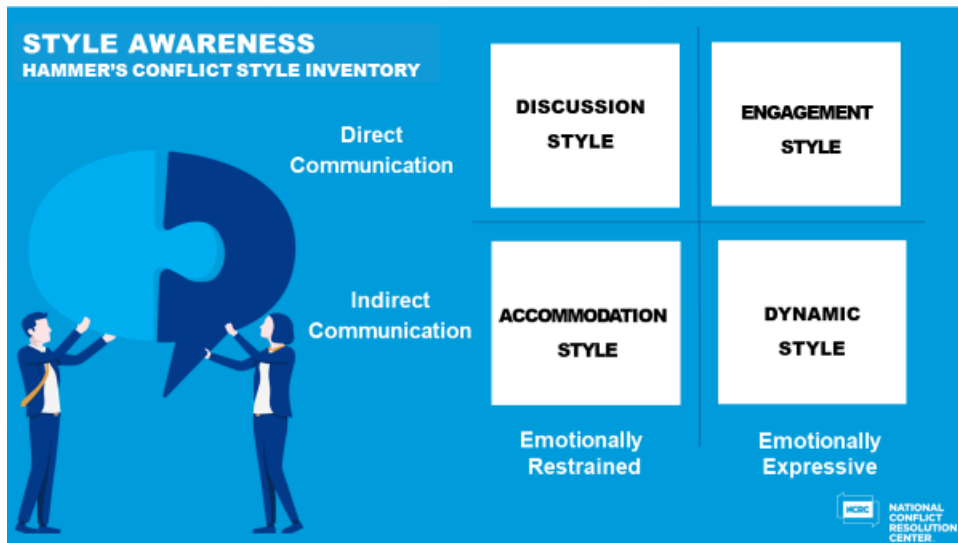 STYLE AWARENESS
HAMMER'S CONFLICT STYLE INVENTORY
Direct
Communication
DISCUSSION
STYLE
ENGAGEMENT
STYLE
Indirect
Communication
ACCOMMODATION
STYLE
DYNAMIC
STYLE
Emotionally
Restrained
Emotionally
Expressive
NCRC
NATIONAL
CONFLICT
RESOLUTION
CENTER